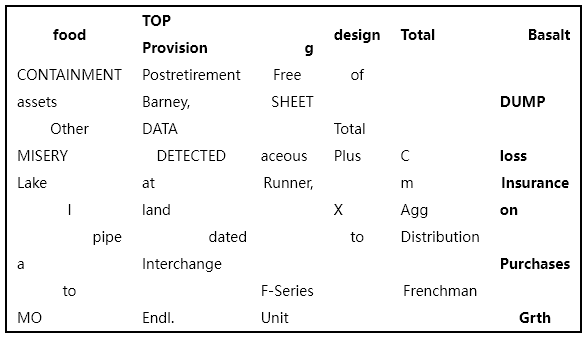 food TOP Provision g design Total Basalt
CONTAINMENT Postretirement Free of
assets Barney, SHEET DUMP
Other DATA Total
MISERY DETECTED aceous Plus C loss
Lake at Runner, m Insurance
I land X Agg on
pipe dated to Distribution
a Interchange Purchases
to F-Series Frenchman
MO Endl. Unit Grth